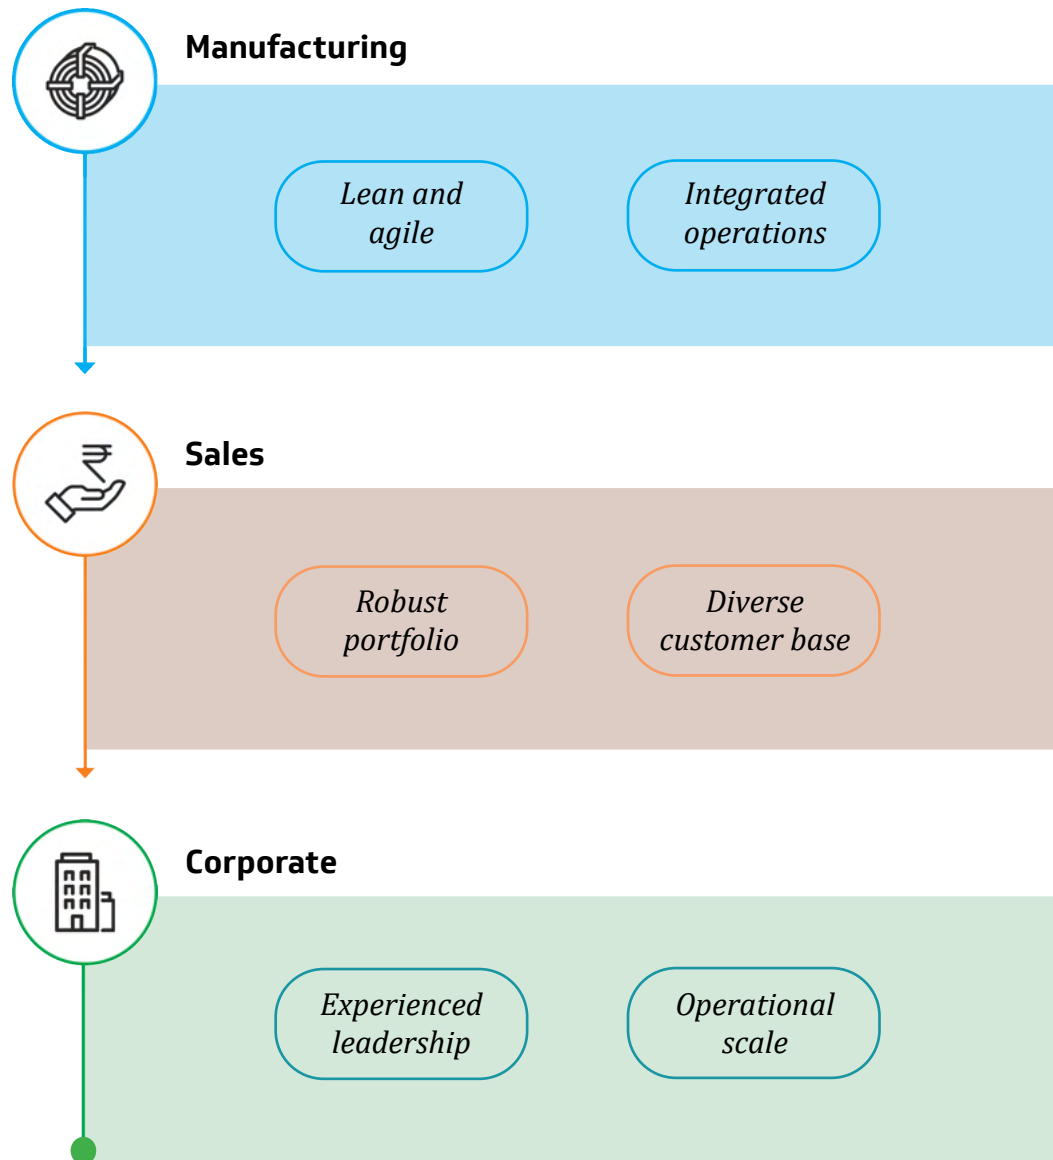 Manufacturing
Lean and
agile
Integrated
operations
Sales
Robust
portfolio
Diverse
customer base
Corporate
Experienced
leadership
Operational
scale